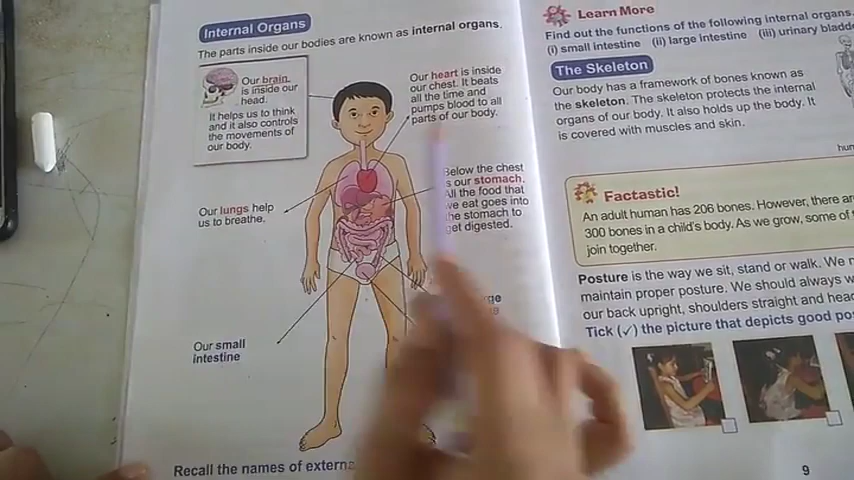 Internal Organs
The parts inside our bodies are known as internal organs.
Our brain
is inside our
head.
It helps us to think
and it also controls
the movements of
our body.
Our heart is inside
our chest. It beats
all the time and
pumps blood to all
parts of our body.
Below the chest
is our stomach.
All the food that
we eat goes into
the stomach to
get digested.
Our lungs help
us to breathe.
Our small
intestine
Recall the names of
Learn More
Find out the functions of the following internal organs.
(i) small intestine (ii) large intestine (iii) urinary
The Skeleton
Our body has a framework of bones known as
the skeleton. The skeleton protects the internal
organs of our body. It also holds up the body. It
is covered with muscles and skin.
Factastic!
An adult human has 206 bones. However, there
300 bones in a child's body. As we grow, some of
join together.
Posture is the way we sit, stand or walk. We
maintain proper posture. We should always
our back upright, shoulders straight and
Tick (✓) the picture that depicts good
9